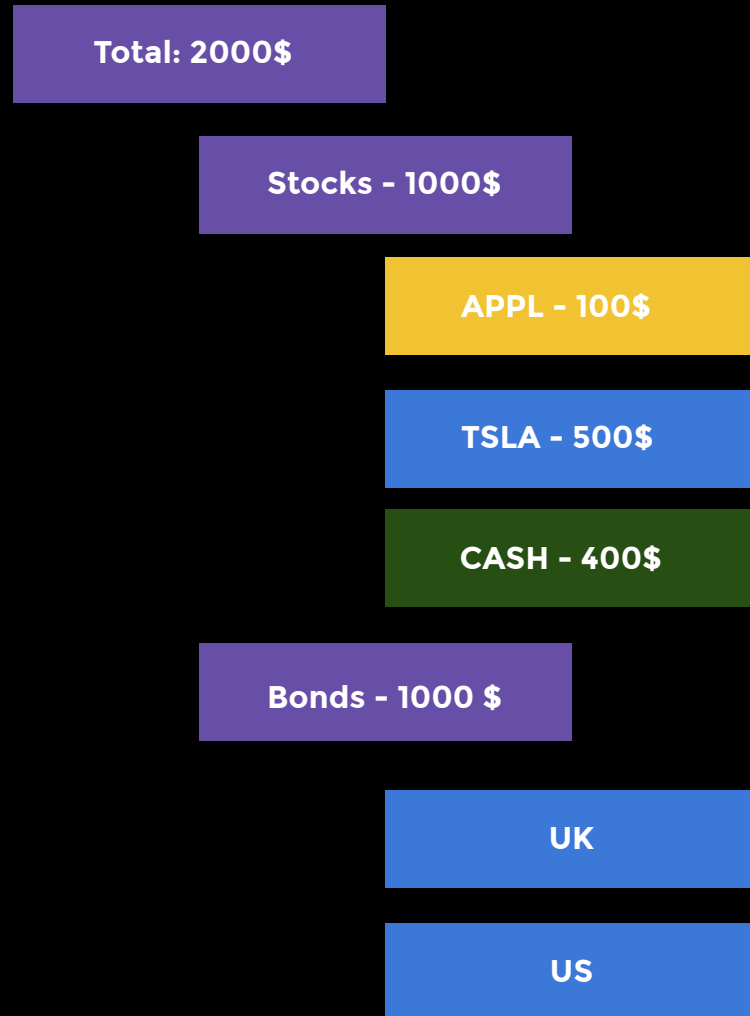 Total: 2000$
Stocks - 1000$
APPL - 100$
TSLA - 500$
CASH - 400$
Bonds - 1000 $
UK
US